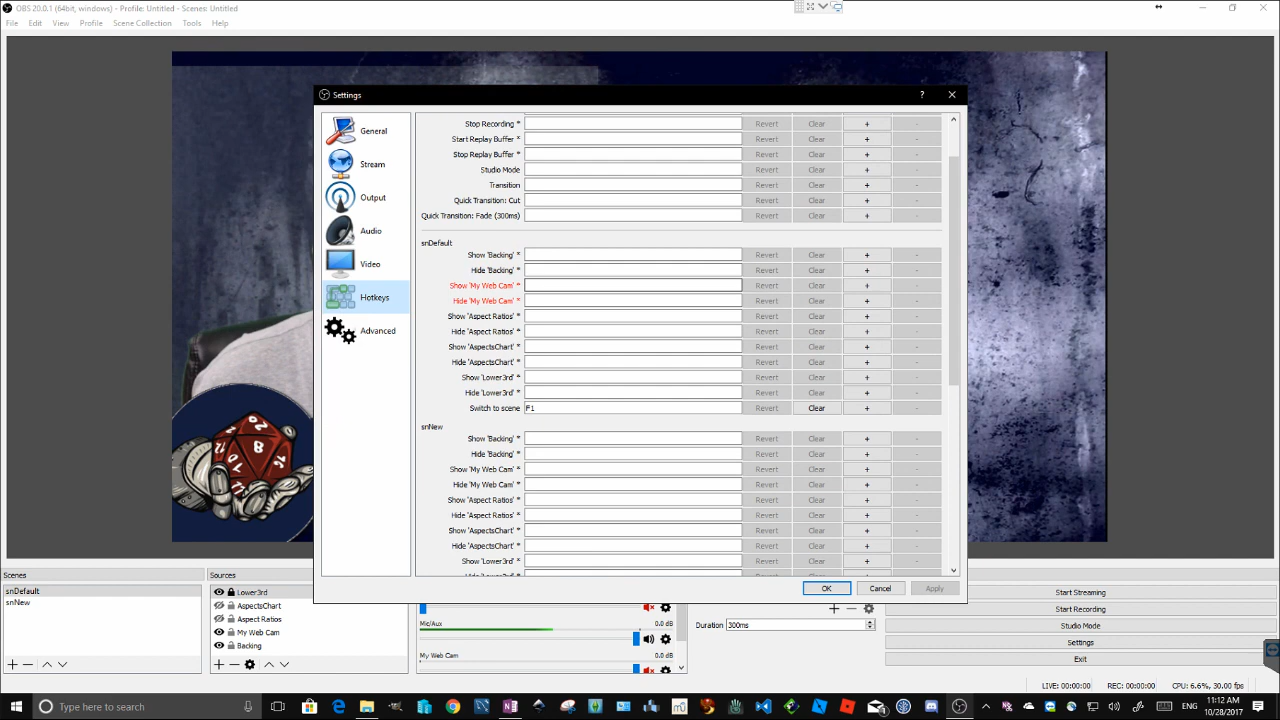 OBS 20.0.1 (64bit, windows) - Profile: Untitled - Scenes: Untitled
File Edit View Profile Scene Collection Tools Help
Settings
General
Stream
Output
Audio
Video
Hotkeys
Advanced
Stop Recording * Revert Clear + -
Start Replay Buffer * Revert Clear + -
Stop Replay Buffer * Revert Clear + -
Studio Mode Revert Clear + -
Transition Revert Clear + -
Quick Transition: Cut Revert Clear + -
Quick Transition: Fade (300ms) Revert Clear + -
snDefault
Show 'Backing' * Revert Clear + -
Hide 'Backing' * Revert Clear + -
Show 'My Web Cam' * Revert Clear + -
Hide 'My Web Cam' * Revert Clear + -
Show 'Aspect Ratios' * Revert Clear + -
Hide 'Aspect Ratios' * Revert Clear + -
Show 'AspectsChart' * Revert Clear + -
Hide 'AspectsChart' * Revert Clear + -
Show 'Lower3rd' * Revert Clear + -
Hide 'Lower3rd' * Revert Clear + -
Switch to scene F1 Revert Clear + -
snNew
Show 'Backing' * Revert Clear + -
Hide 'Backing' * Revert Clear + -
Show 'My Web Cam' * Revert Clear + -
Hide 'My Web Cam' * Revert Clear + -
Show 'Aspect Ratios' * Revert Clear + -
Hide 'Aspect Ratios' * Revert Clear + -
Show 'AspectsChart' * Revert Clear + -
Hide 'AspectsChart' * Revert Clear + -
Show 'Lower3rd' * Revert Clear + -
OK Cancel Apply
20
8
12
7
Scenes
snDefault
snNew
Sources
Lower3rd
AspectsChart
Aspect Ratios
My Web Cam
Backing
Mic/Aux 0.0 dB
My Web Cam 0.0 dB
Duration 300ms
Start Streaming
Start Recording
Studio Mode
Settings
Exit
LIVE: 00:00:00 REC: 00:00:00 CPU: 6.6%, 30.00 fps
Type here to search
11:12 AM
10/28/2017